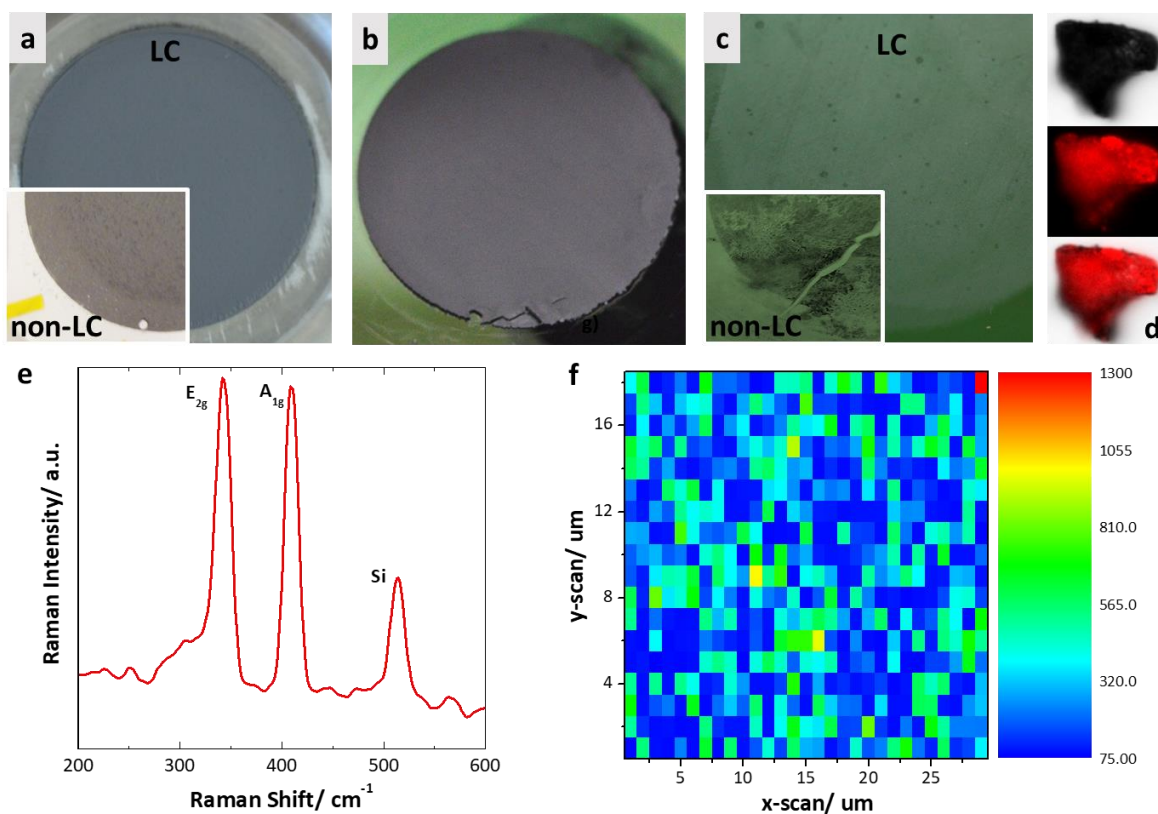 a
LC
non-LC
b
g)
c
LC
non-LC
d
e
E2g
A1g
Si
Raman Intensity/ a.u.
200
300
400
500
600
Raman Shift/ cm-1
f
16
12
8
4
y-scan/ um
5
10
15
20
25
x-scan/ um
1300
1055
810.0
565.00
320.00
75.00